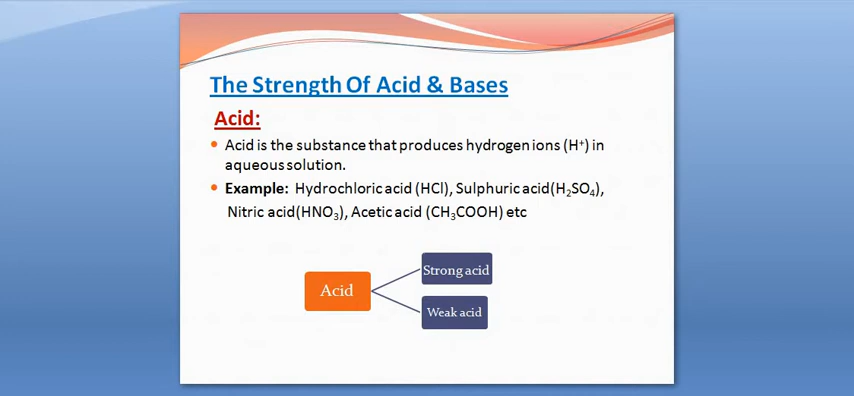 The Strength Of Acid & Bases
Acid:
• Acid is the substance that produces hydrogen ions (H⁺) in
aqueous solution.
• Example: Hydrochloric acid (HCl), Sulphuric acid(H₂SO₄),
Nitric acid(HNO₃), Acetic acid (CH₃COOH) etc
Strong acid
Acid
Weak acid